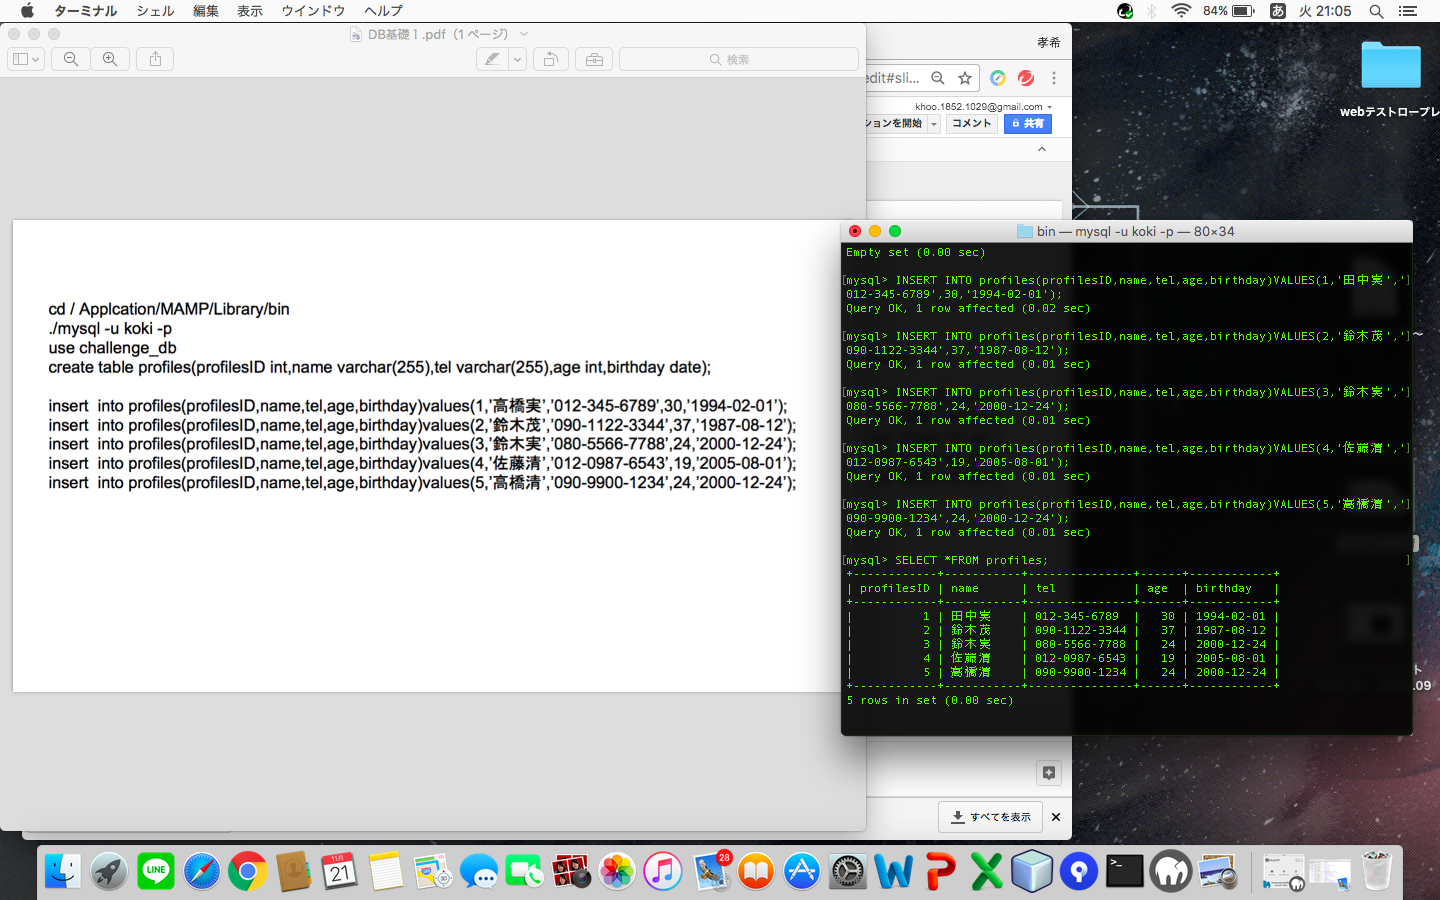 ターミナル シェル 編集 表示 ウインドウ ヘルプ
84% あ 火 21:05
DB基礎１.pdf（1 ページ）
検索
cd / Applcation/MAMP/Library/bin
./mysql -u koki -p
use challenge_db
create table profiles(profilesID int,name varchar(255),tel varchar(255),age int,birthday date);
insert  into profiles(profilesID,name,tel,age,birthday)values(1,’高橋実’,’012-345-6789’,30,’1994-02-01’);
insert  into profiles(profilesID,name,tel,age,birthday)values(2,’鈴木茂’,’090-1122-3344’,37,’1987-08-12’);
insert  into profiles(profilesID,name,tel,age,birthday)values(3,’鈴木実’,’080-5566-7788’,24,’2000-12-24’);
insert  into profiles(profilesID,name,tel,age,birthday)values(4,’佐藤清’,’012-0987-6543’,19,’2005-08-01’);
insert  into profiles(profilesID,name,tel,age,birthday)values(5,’高橋清’,’090-9900-1234’,24,’2000-12-24’);
孝希
edit#sli...
khoo.1852.1029@gmail.com
ションを開始 コメント 共有
webテストロープレ
bin — mysql -u koki -p — 80×34
Empty set (0.00 sec)
[mysql> INSERT INTO profiles(profilesID,name,tel,age,birthday)VALUES(1,'田中実',']
012-345-6789',30,'1994-02-01');
Query OK, 1 row affected (0.02 sec)
[mysql> INSERT INTO profiles(profilesID,name,tel,age,birthday)VALUES(2,'鈴木茂',']
090-1122-3344',37,'1987-08-12');
Query OK, 1 row affected (0.01 sec)
[mysql> INSERT INTO profiles(profilesID,name,tel,age,birthday)VALUES(3,'鈴木実',']
080-5566-7788',24,'2000-12-24');
Query OK, 1 row affected (0.01 sec)
[mysql> INSERT INTO profiles(profilesID,name,tel,age,birthday)VALUES(4,'佐藤清',']
012-0987-6543',19,'2005-08-01');
Query OK, 1 row affected (0.01 sec)
[mysql> INSERT INTO profiles(profilesID,name,tel,age,birthday)VALUES(5,'高橋清',']
090-9900-1234',24,'2000-12-24');
Query OK, 1 row affected (0.01 sec)
[mysql> SELECT *FROM profiles; ]
+------------+-----------+---------------+------+------------+
| profilesID | name      | tel           | age  | birthday   |
+------------+-----------+---------------+------+------------+
|          1 | 田中実    | 012-345-6789  |   30 | 1994-02-01 |
|          2 | 鈴木茂    | 090-1122-3344 |   37 | 1987-08-12 |
|          3 | 鈴木実    | 080-5566-7788 |   24 | 2000-12-24 |
|          4 | 佐藤清    | 012-0987-6543 |   19 | 2005-08-01 |
|          5 | 高橋清    | 090-9900-1234 |   24 | 2000-12-24 |
+------------+-----------+---------------+------+------------+
5 rows in set (0.00 sec)
ト
.09
すべてを表示
LINE
11月
21
28